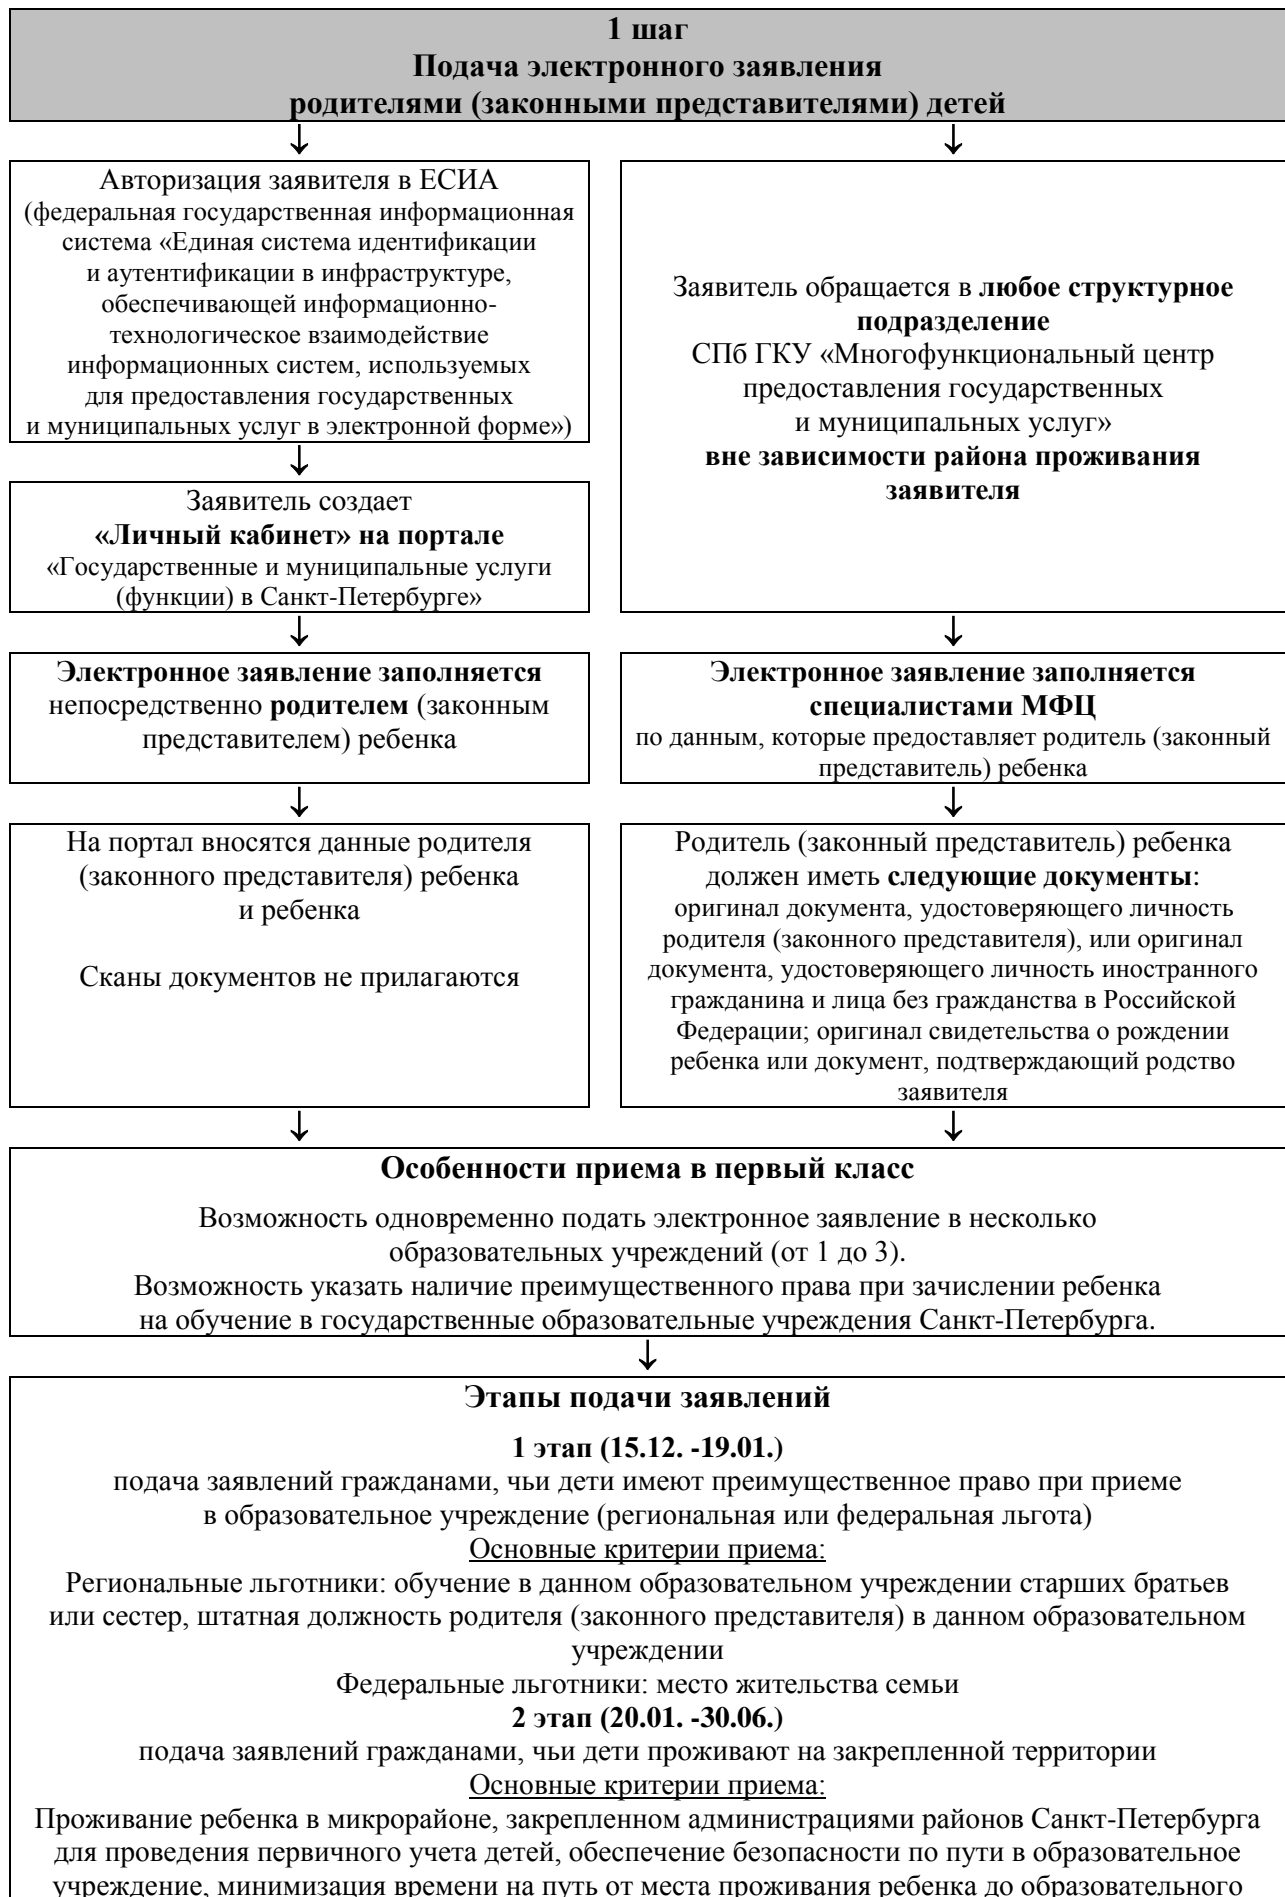 1 шаг
Подача электронного заявления
родителями (законными представителями) детей
Авторизация заявителя в ЕСИА
(федеральная государственная информационная
система «Единая система идентификации
и аутентификации в инфраструктуре,
обеспечивающей информационно-
технологическое взаимодействие
информационных систем, используемых
для предоставления государственных
и муниципальных услуг в электронной форме»)
Заявитель создает
«Личный кабинет» на портале
«Государственные и муниципальные услуги
(функции) в Санкт-Петербурге»
Электронное заявление заполняется
непосредственно родителем (законным
представителем) ребенка
На портал вносятся данные родителя
(законного представителя) ребенка
и ребенка
Сканы документов не прилагаются
Заявитель обращается в любое структурное
подразделение
СПб ГКУ «Многофункциональный центр
предоставления государственных
и муниципальных услуг»
вне зависимости района проживания
заявителя
Электронное заявление заполняется
специалистами МФЦ
по данным, которые предоставляет родитель (законный
представитель) ребенка
Родитель (законный представитель) ребенка
должен иметь следующие документы:
оригинал документа, удостоверяющего личность
родителя (законного представителя), или оригинал
документа, удостоверяющего личность иностранного
гражданина и лица без гражданства в Российской
Федерации; оригинал свидетельства о рождении
ребенка или документ, подтверждающий родство
заявителя
Особенности приема в первый класс
Возможность одновременно подать электронное заявление в несколько
образовательных учреждений (от 1 до 3).
Возможность указать наличие преимущественного права при зачислении ребенка
на обучение в государственные образовательные учреждения Санкт-Петербурга.
Этапы подачи заявлений
1 этап (15.12. -19.01.)
подача заявлений гражданами, чьи дети имеют преимущественное право при приеме
в образовательное учреждение (региональная или федеральная льгота)
Основные критерии приема:
Региональные льготники: обучение в данном образовательном учреждении старших братьев
или сестер, штатная должность родителя (законного представителя) в данном образовательном
учреждении
Федеральные льготники: место жительства семьи
2 этап (20.01. -30.06.)
подача заявлений гражданами, чьи дети проживают на закрепленной территории
Основные критерии приема:
Проживание ребенка в микрорайоне, закрепленном администрациями районов Санкт-Петербурга
для проведения первичного учета детей, обеспечение безопасности по пути в образовательное
учреждение, минимизация времени на путь от места проживания ребенка до образовательного